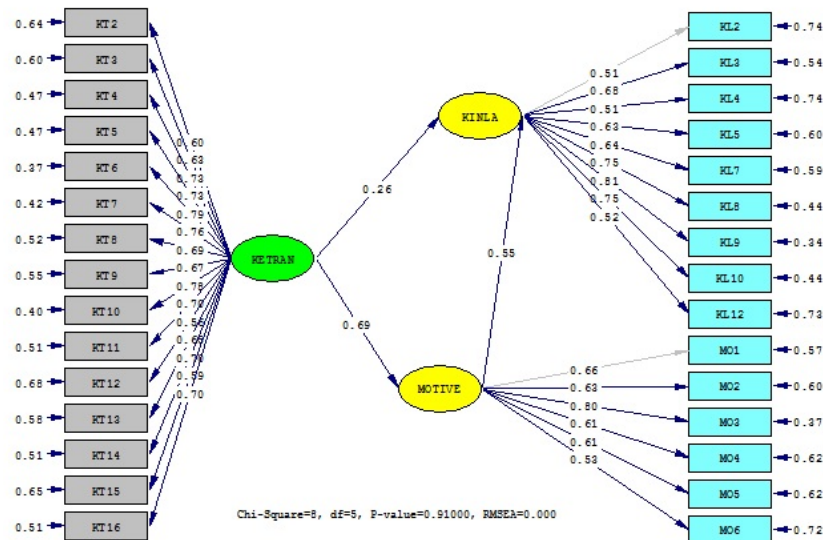 0.64 KT2
0.60 KT3
0.47 KT4
0.47 KT5
0.37 KT6
0.42 KT7
0.52 KT8
0.55 KT9
0.40 KT10
0.51 KT11
0.68 KT12
0.58 KT13
0.51 KT14
0.65 KT15
0.51 KT16
0.60
0.63
0.73
0.73
0.79
0.76
0.69
0.67
0.78
0.70
0.56
0.65
0.70
0.59
0.70
KETRAN
0.26
0.69
KINLA
0.55
MOTIVE
0.51
0.68
0.51
0.63
0.64
0.75
0.81
0.75
0.52
0.66
0.63
0.80
0.61
0.61
0.53
KL2 0.74
KL3 0.54
KL4 0.74
KL5 0.60
KL7 0.59
KL8 0.44
KL9 0.34
KL10 0.44
KL12 0.73
MO1 0.57
MO2 0.60
MO3 0.37
MO4 0.62
MO5 0.62
MO6 0.72
Chi-Square=8, df=5, P-value=0.91000, RMSEA=0.000